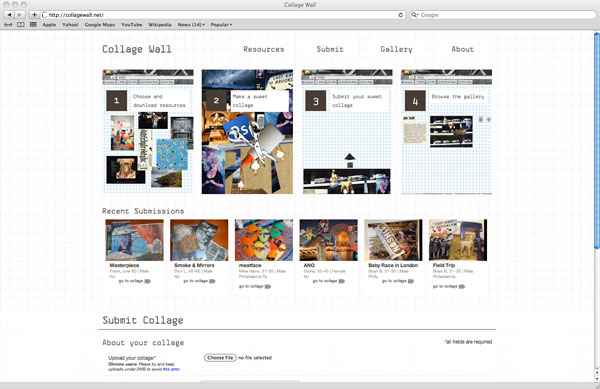 Collage Wall
http://collagewall.net/
Google
Apple Yahoo! Google Maps YouTube Wikipedia News (14) Popular
Collage Wall
Resources Submit Gallery About
1 Choose and
download resources
2 Make a sweet
collage
3 Submit your sweet
collage
4 Browse the gallery
Recent Submissions
Masterpiece
Frank, over 60 | Male
NJ
go to collage
Smoke & Mirrors
Don L, 56-60 | Male
NJ
go to collage
meatface
Mike Hains, 31-35 | Male
Philadelphia Pa
go to collage
ANO
Gloria, 36-40 | Female
NJ
go to collage
Baby Race in London
Brian B, 31-35 | Male
Philly
go to collage
Field Trip
Brian B, 31-35 | Male
Philadelphia
go to collage
Submit Collage
About your collage
*all fields are required
Upload your collage:*
Chrome users: Please try and keep
uploads under 2MB to avoid this error.
Choose File no file selected